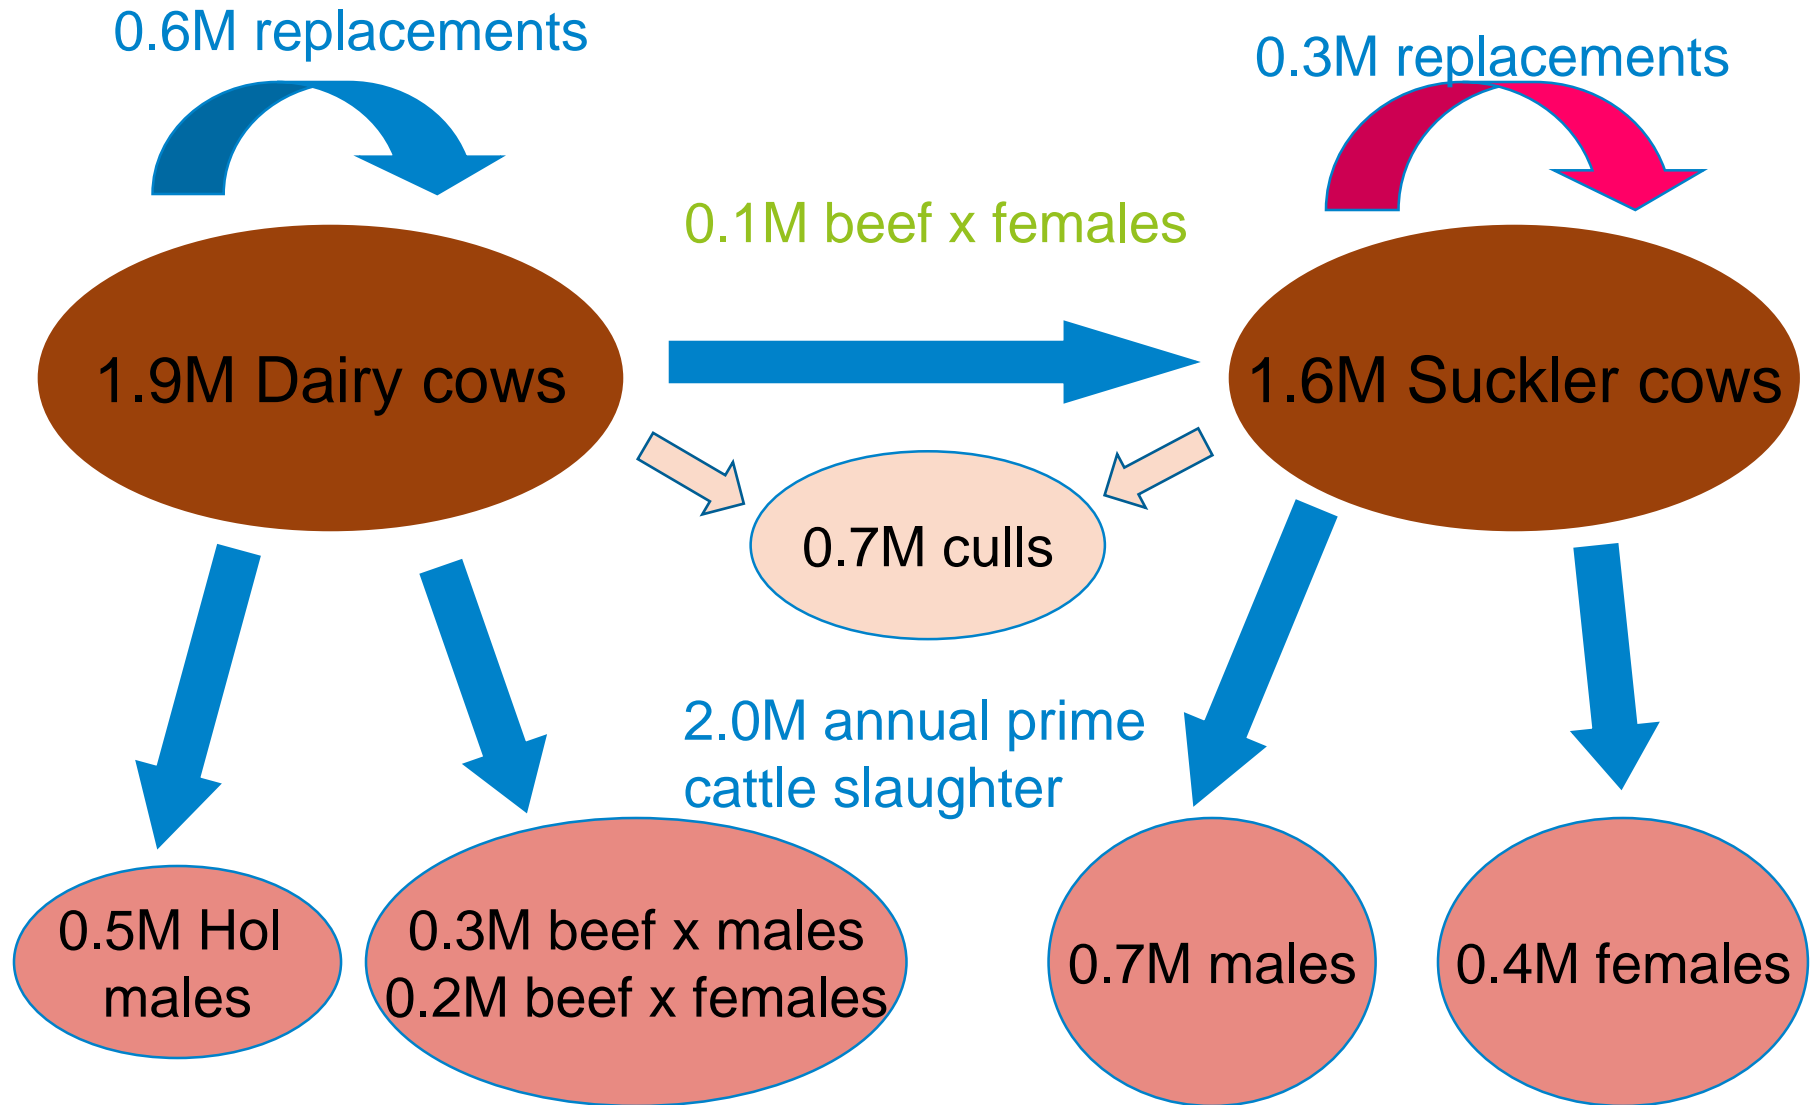 0.6M replacements
0.3M replacements
0.1M beef x females
1.9M Dairy cows
1.6M Suckler cows
0.7M culls
2.0M annual prime
cattle slaughter
0.5M Hol
males
0.3M beef x males
0.2M beef x females
0.7M males
0.4M females